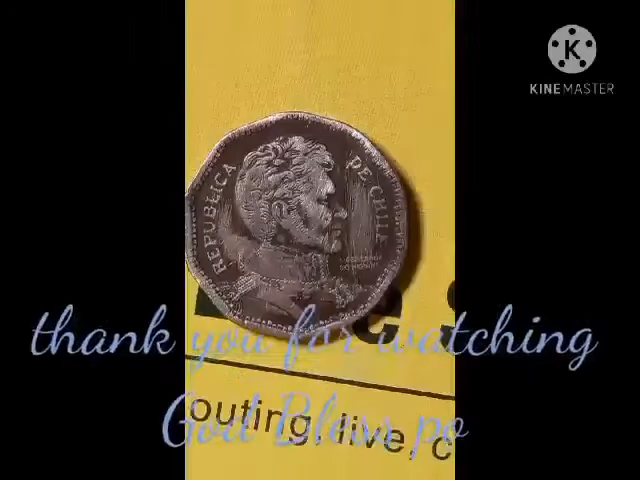 KINEMASTER
REPUBLICA DE CHILE
thank you for watching
God Bless po
outing, live, c